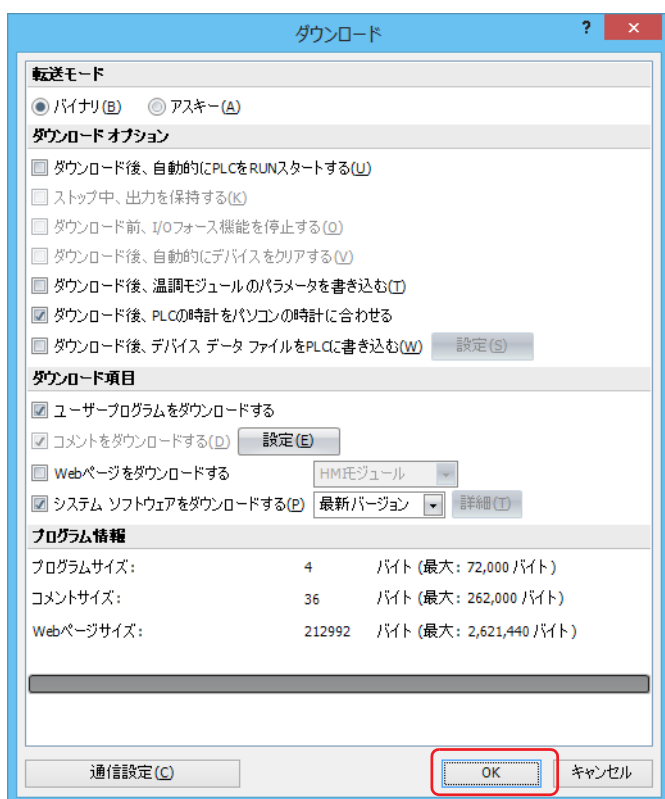 ダウンロード ? ×
転送モード
バイナリ(B) アスキー(A)
ダウンロード オプション
ダウンロード後、自動的にPLCをRUNスタートする(U)
ストップ中、出力を保持する(K)
ダウンロード前、I/Oフォース機能を停止する(O)
ダウンロード後、自動的にデバイスをクリアする(V)
ダウンロード後、温調モジュールのパラメータを書き込む(T)
ダウンロード後、PLCの時計をパソコンの時計に合わせる
ダウンロード後、デバイス データ ファイルをPLCに書き込む(W) 設定(S)
ダウンロード項目
ユーザープログラムをダウンロードする
コメントをダウンロードする(D) 設定(E)
Webページをダウンロードする HMIモジュール
システム ソフトウェアをダウンロードする(P) 最新バージョン 詳細(T)
プログラム情報
プログラムサイズ: 4 バイト (最大: 72,000 バイト)
コメントサイズ: 36 バイト (最大: 262,000 バイト)
Webページサイズ: 212992 バイト (最大: 2,621,440 バイト)
通信設定(C) OK キャンセル